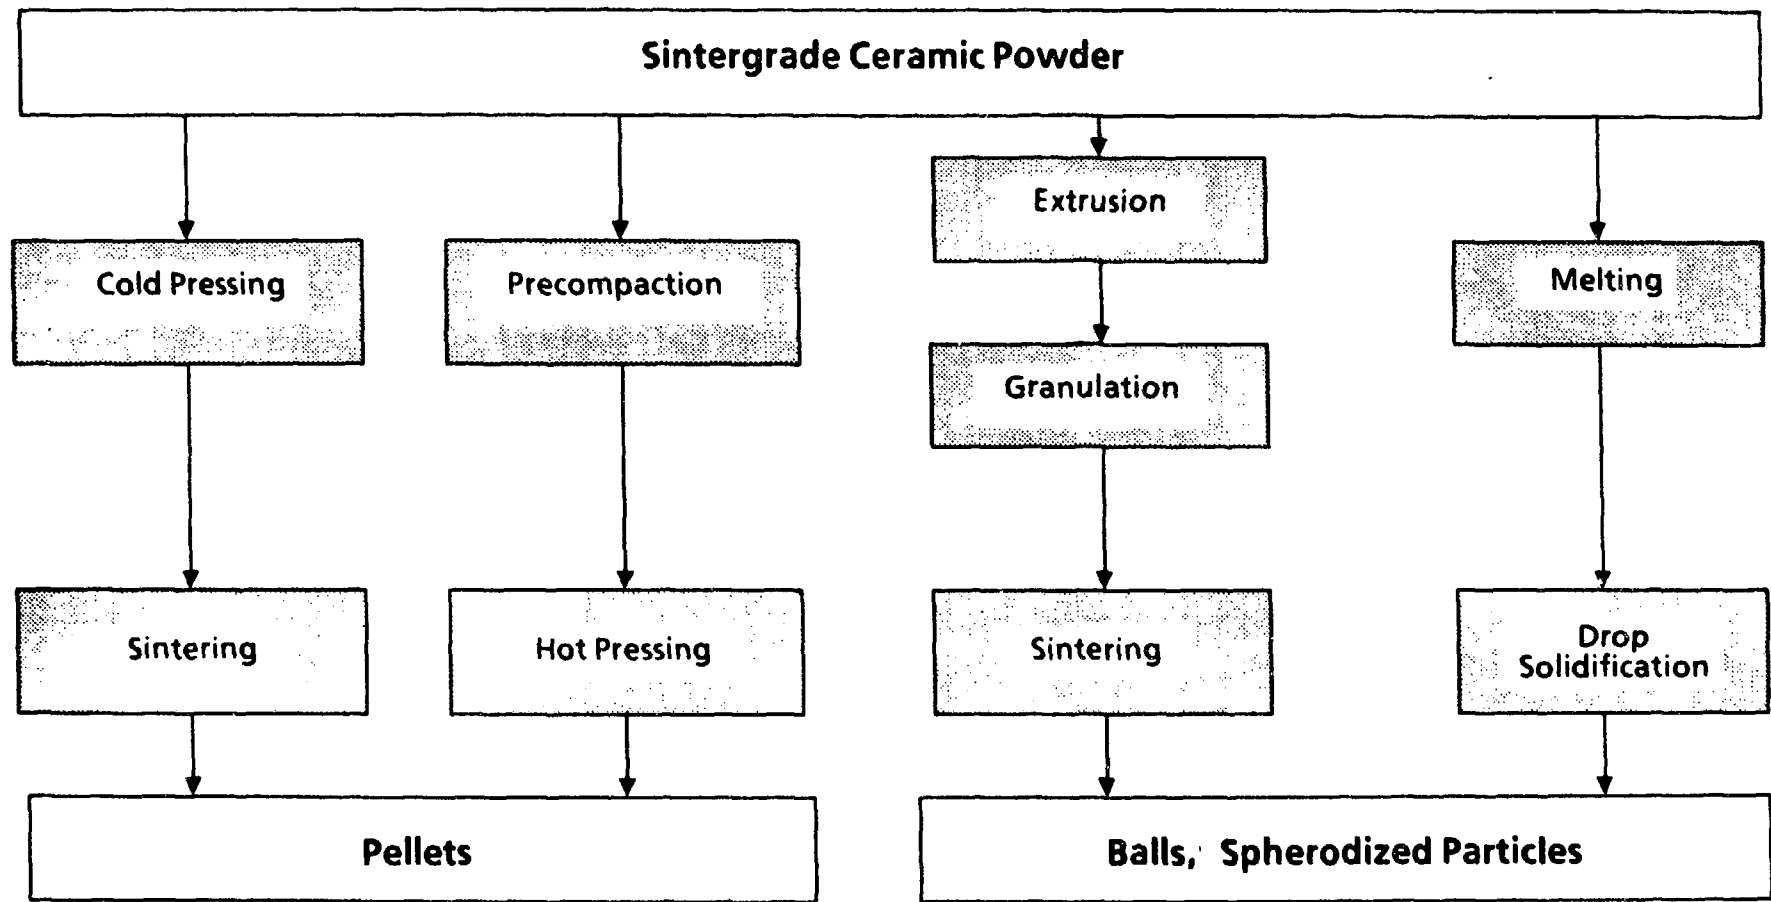 Sintergrade Ceramic Powder
Extrusion
Cold Pressing
Precompaction
Melting
Granulation
Sintering
Hot Pressing
Sintering
Drop
Solidification
Pellets
Balls, Spherodized Particles